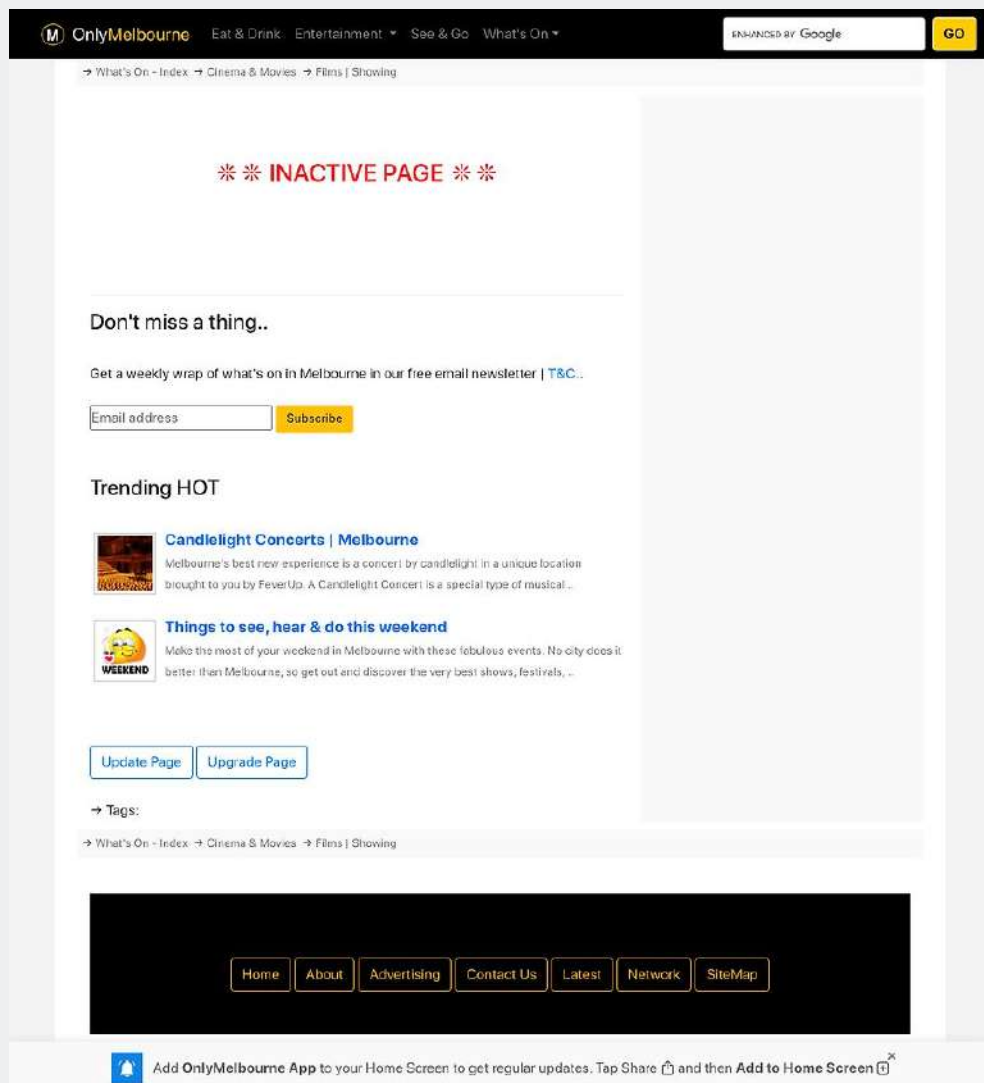 M OnlyMelbourne Eat & Drink Entertainment See & Go What's On ENHANCED BY Google GO
→ What's On - Index → Cinema & Movies → Films | Showing
✲ ✲ INACTIVE PAGE ✲ ✲
Don't miss a thing..
Get a weekly wrap of what's on in Melbourne in our free email newsletter | T&C..
Email address Subscribe
Trending HOT
Candlelight Concerts | Melbourne
Melbourne's best new experience is a concert by candlelight in a unique location
brought to you by FeverUp. A Candlelight Concert is a special type of musical ..
Things to see, hear & do this weekend
Make the most of your weekend in Melbourne with these fabulous events. No city does it
better than Melbourne, so get out and discover the very best shows, festivals, ..
WEEKEND
Update Page Upgrade Page
→ Tags:
→ What's On - Index → Cinema & Movies → Films | Showing
Home About Advertising Contact Us Latest Network SiteMap
Add OnlyMelbourne App to your Home Screen to get regular updates. Tap Share and then Add to Home Screen